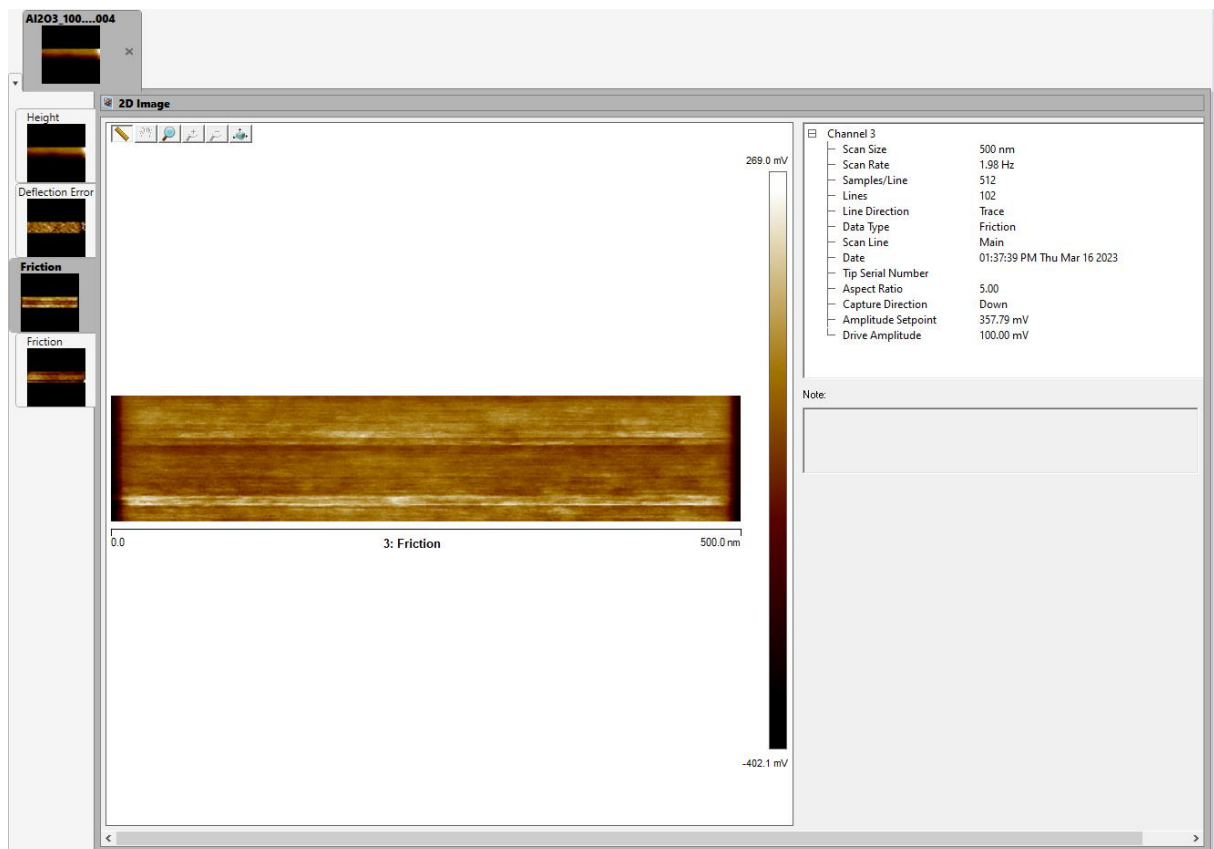 Al2O3_100....004
2D Image
Height
Deflection Error
Friction
Friction
269.0 mV
-402.1 mV
0.0
3: Friction
500.0 nm
Channel 3
Scan Size 500 nm
Scan Rate 1.98 Hz
Samples/Line 512
Lines 102
Line Direction Trace
Data Type Friction
Scan Line Main
Date 01:37:39 PM Thu Mar 16 2023
Tip Serial Number
Aspect Ratio 5.00
Capture Direction Down
Amplitude Setpoint 357.79 mV
Drive Amplitude 100.00 mV
Note: